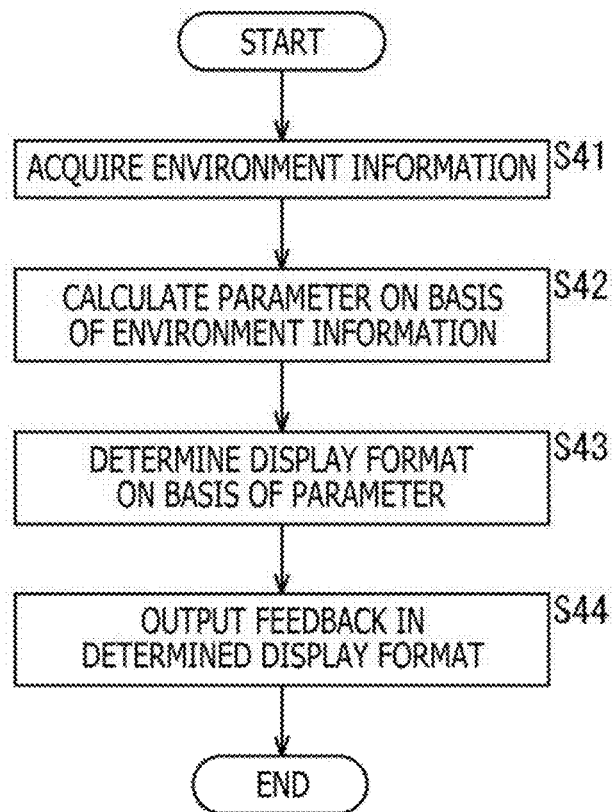 START
ACQUIRE ENVIRONMENT INFORMATION
S41
CALCULATE PARAMETER ON BASIS
OF ENVIRONMENT INFORMATION
S42
DETERMINE DISPLAY FORMAT
ON BASIS OF PARAMETER
S43
OUTPUT FEEDBACK IN
DETERMINED DISPLAY FORMAT
S44
END